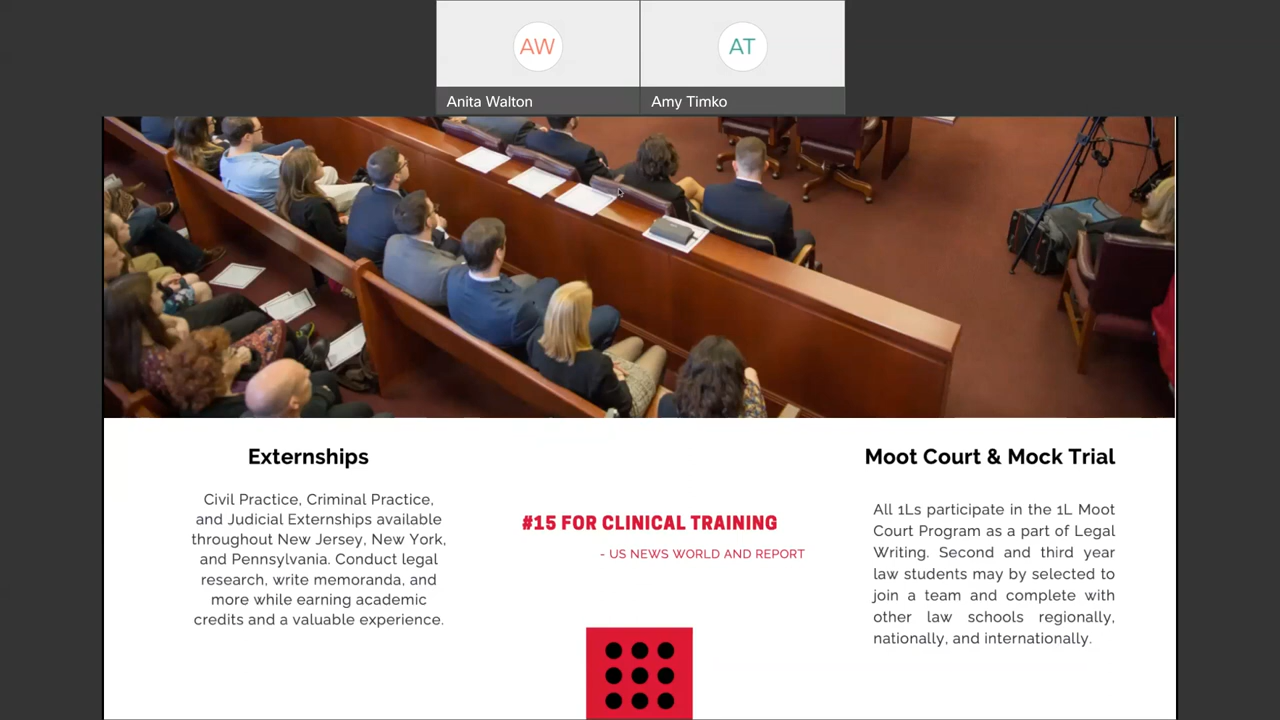 AW
AT
Anita Walton
Amy Timko
Externships
Civil Practice, Criminal Practice,
and Judicial Externships available
throughout New Jersey, New York,
and Pennsylvania. Conduct legal
research, write memoranda, and
more while earning academic
credits and a valuable experience.
#15 FOR CLINICAL TRAINING
- US NEWS WORLD AND REPORT
Moot Court & Mock Trial
All 1Ls participate in the 1L Moot
Court Program as a part of Legal
Writing. Second and third year
law students may by selected to
join a team and complete with
other law schools regionally,
nationally, and internationally.